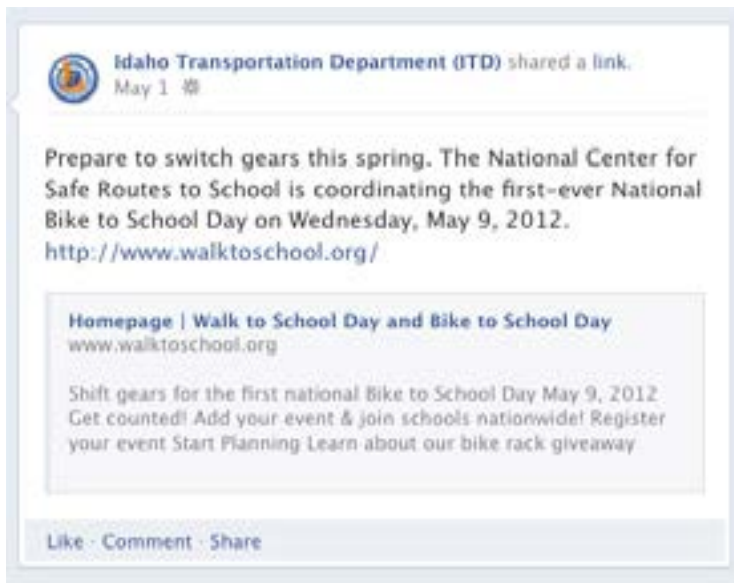 Idaho Transportation Department (ITD) shared a link.
May 1
Prepare to switch gears this spring. The National Center for
Safe Routes to School is coordinating the first-ever National
Bike to School Day on Wednesday, May 9, 2012.
http://www.walktoschool.org/
Homepage | Walk to School Day and Bike to School Day
www.walktoschool.org
Shift gears for the first national Bike to School Day May 9, 2012
Get counted! Add your event & join schools nationwide! Register
your event Start Planning Learn about our bike rack giveaway
Like · Comment · Share